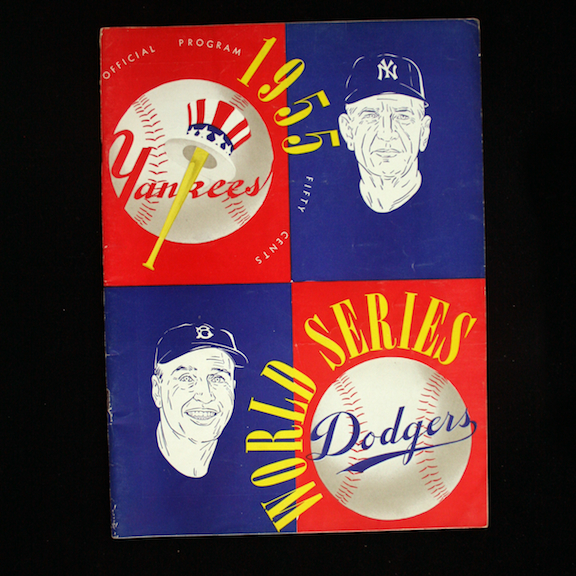 OFFICIAL PROGRAM
1955
FIFTY CENTS
Yankees
NY
B
WORLD SERIES
Dodgers